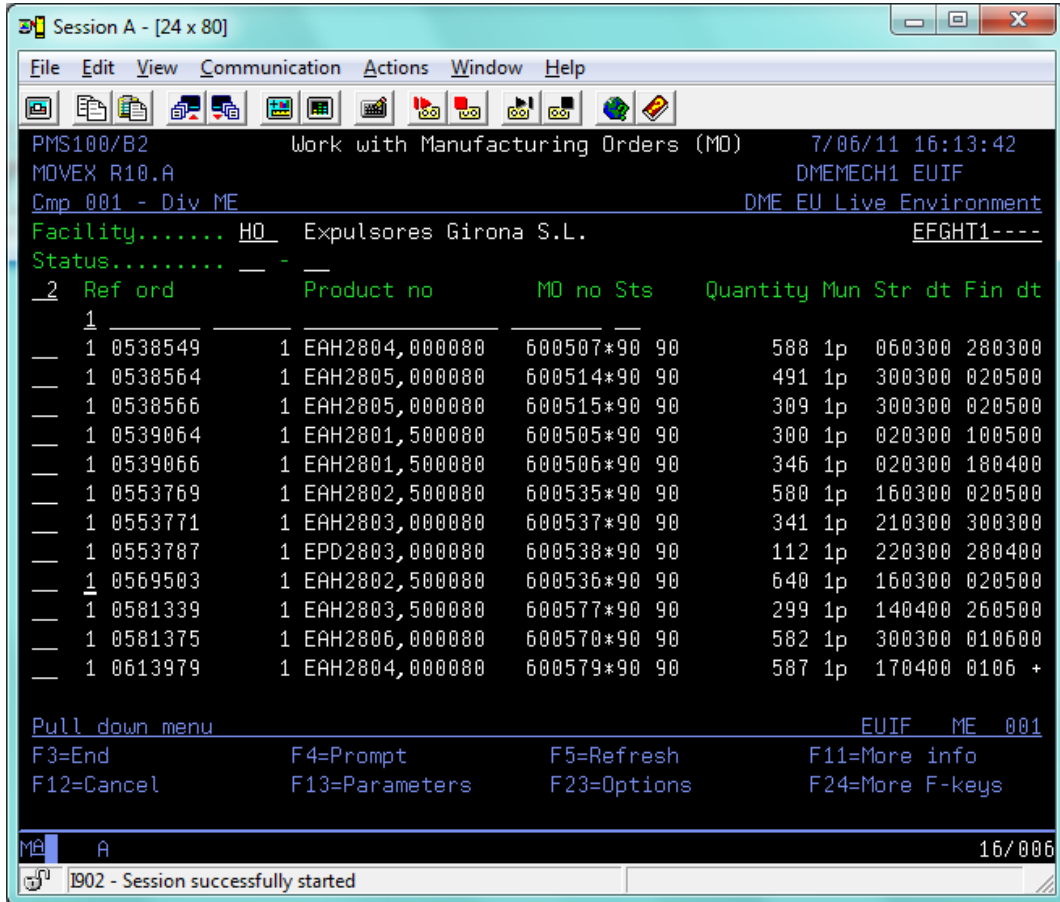 Session A - [24 x 80]
File Edit View Communication Actions Window Help
PMS100/B2 Work with Manufacturing Orders (MO) 7/06/11 16:13:42
MOVEX R10.A DMEMECH1 EUIF
Cmp 001 - Div ME DME EU Live Environment
Facility....... HO Expulsores Girona S.L. EFGHT1----
Status......... __ - __
2 Ref ord Product no MO no Sts Quantity Mun Str dt Fin dt
1
1 0538549 1 EAH2804,000080 600507*90 90 588 1p 060300 280300
1 0538564 1 EAH2805,000080 600514*90 90 491 1p 300300 020500
1 0538566 1 EAH2805,000080 600515*90 90 309 1p 300300 020500
1 0539064 1 EAH2801,500080 600505*90 90 300 1p 020300 100500
1 0539066 1 EAH2801,500080 600506*90 90 346 1p 020300 180400
1 0553769 1 EAH2802,500080 600535*90 90 580 1p 160300 020500
1 0553771 1 EAH2803,000080 600537*90 90 341 1p 210300 300300
1 0553787 1 EPD2803,000080 600538*90 90 112 1p 220300 280400
1 0569503 1 EAH2802,500080 600536*90 90 640 1p 160300 020500
1 0581339 1 EAH2803,500080 600577*90 90 299 1p 140400 260500
1 0581375 1 EAH2806,000080 600570*90 90 582 1p 300300 010600
1 0613979 1 EAH2804,000080 600579*90 90 587 1p 170400 0106 +
Pull down menu EUIF ME 001
F3=End F4=Prompt F5=Refresh F11=More info
F12=Cancel F13=Parameters F23=Options F24=More F-keys
MA A 16/006
I902 - Session successfully started